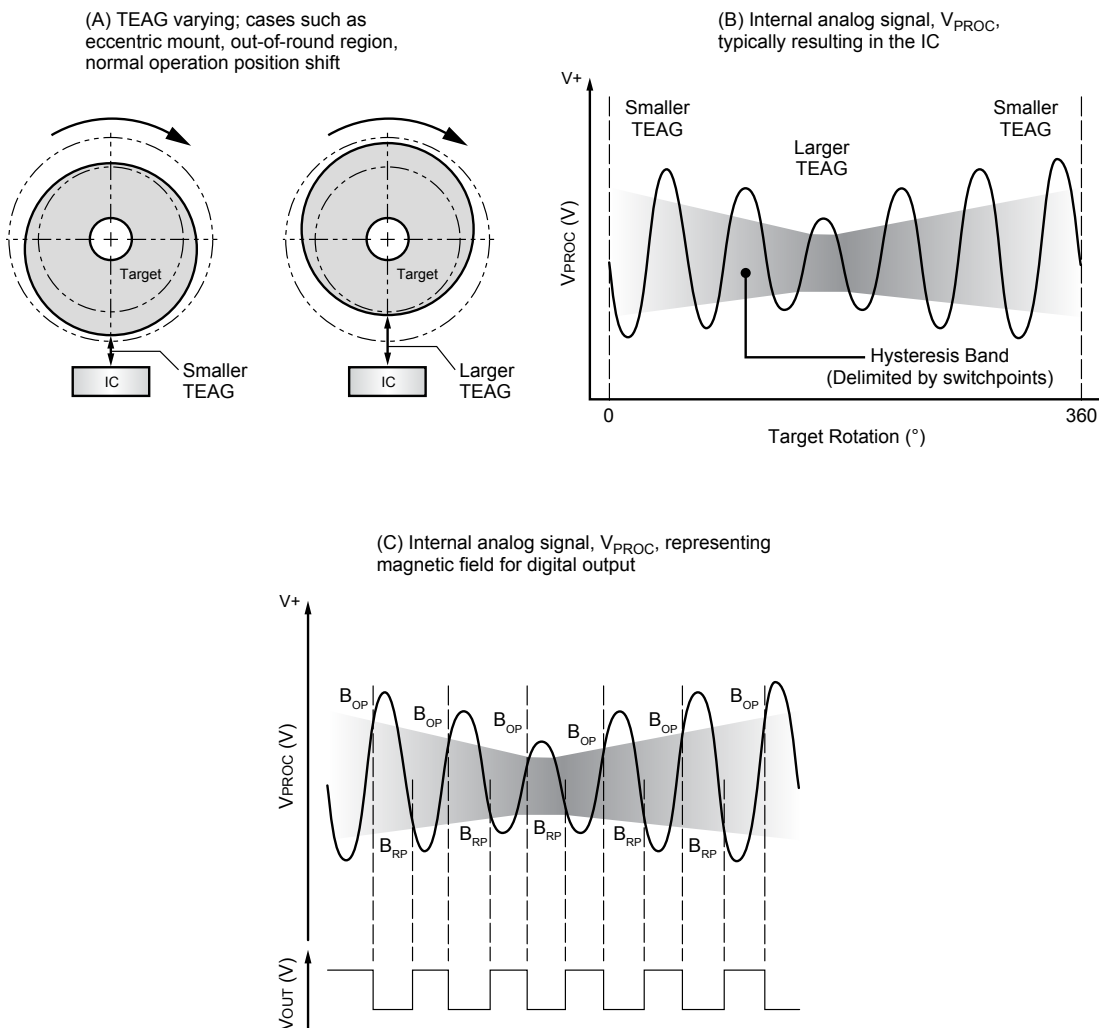 (A) TEAG varying; cases such as
eccentric mount, out-of-round region,
normal operation position shift
Target
IC
Smaller
TEAG
Target
IC
Larger
TEAG
(B) Internal analog signal, VPROC,
typically resulting in the IC
V+
Smaller
TEAG
Larger
TEAG
Smaller
TEAG
VPROC (V)
Hysteresis Band
(Delimited by switchpoints)
0
360
Target Rotation (°)
(C) Internal analog signal, VPROC, representing
magnetic field for digital output
V+
VPROC (V)
BOP
BOP
BOP
BOP
BOP
BOP
BRP
BRP
BRP
BRP
BRP
VOUT (V)